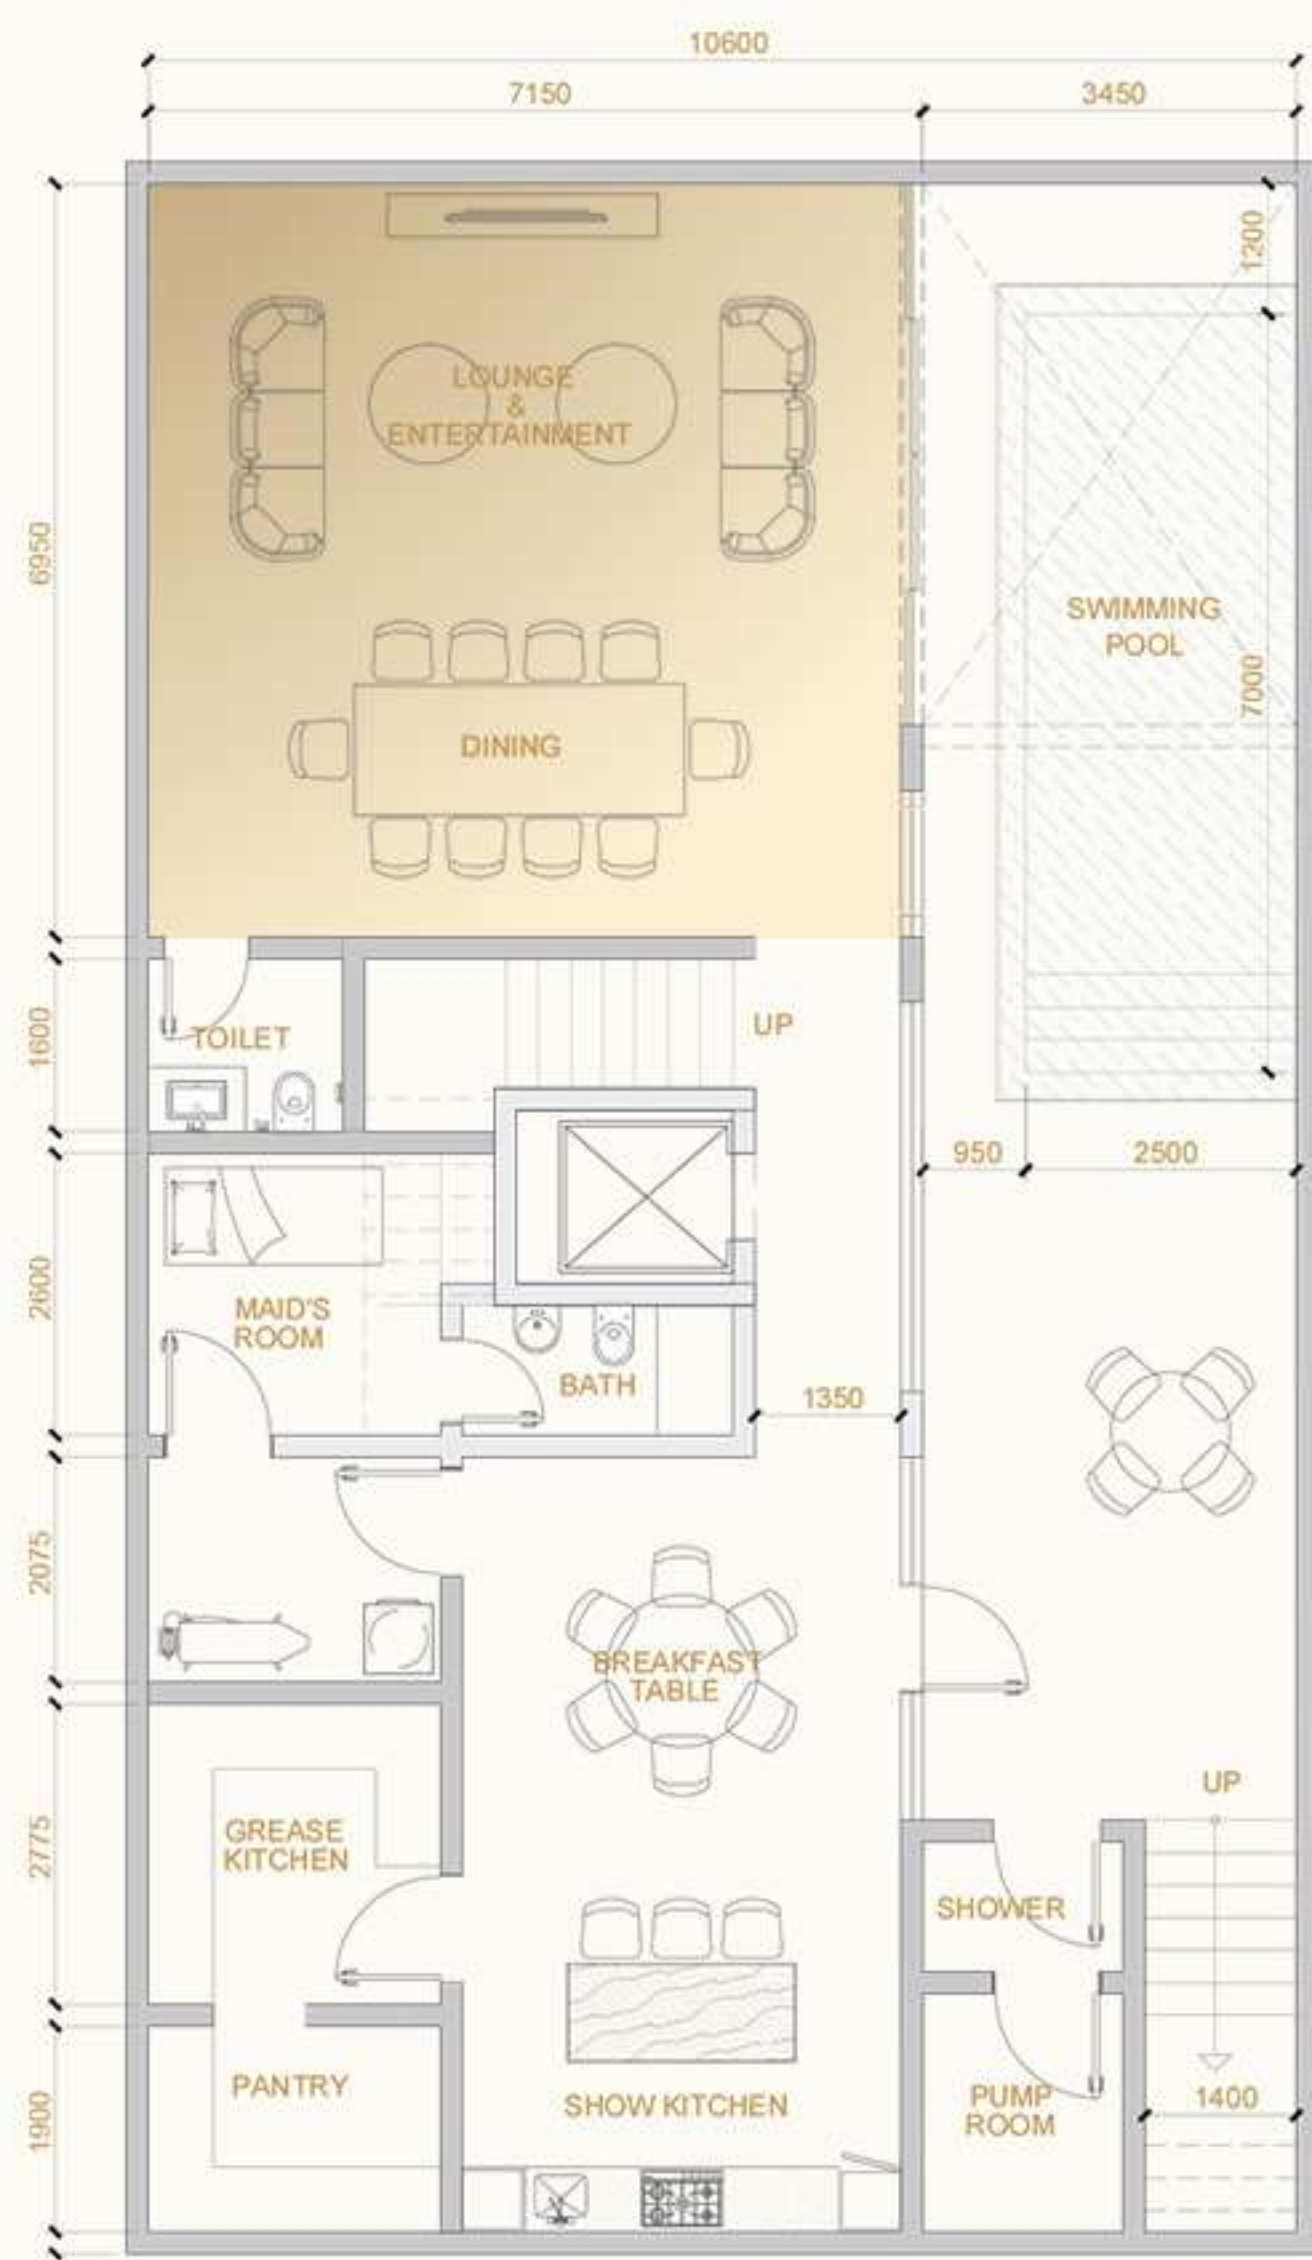 10600
7150
3450
1200
LOUNGE
&
ENTERTAINMENT
6950
SWIMMING
POOL
7000
DINING
1600
TOILET
UP
950
2500
2600
MAID'S
ROOM
BATH
1350
2075
BREAKFAST
TABLE
UP
2775
GREASE
KITCHEN
SHOWER
PANTRY
1900
SHOW KITCHEN
PUMP
ROOM
1400